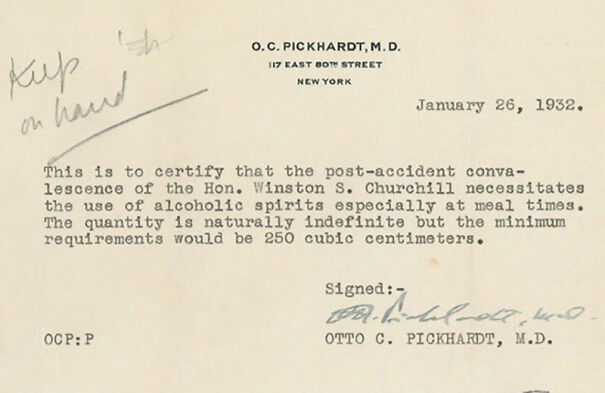 Keep
on hand
O. C. PICKHARDT, M. D.
117 EAST 80TH STREET
NEW YORK
January 26, 1932.
This is to certify that the post-accident conva-
lescence of the Hon. Winston S. Churchill necessitates
the use of alcoholic spirits especially at meal times.
The quantity is naturally indefinite but the minimum
requirements would be 250 cubic centimeters.
Signed:-
OCP:P
OTTO C. PICKHARDT, M.D.